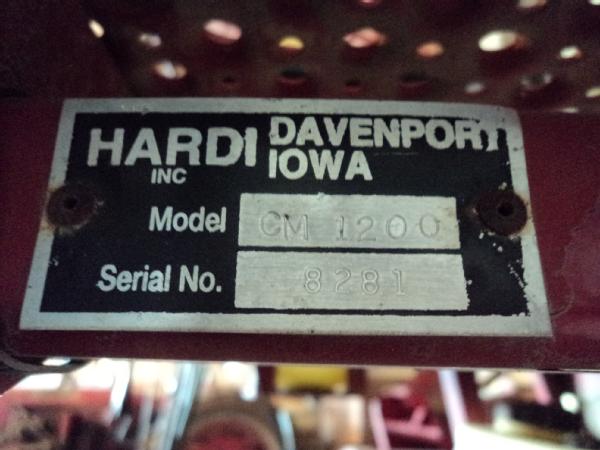 HARDI INC DAVENPORT IOWA
Model CM 1200
Serial No. 8281